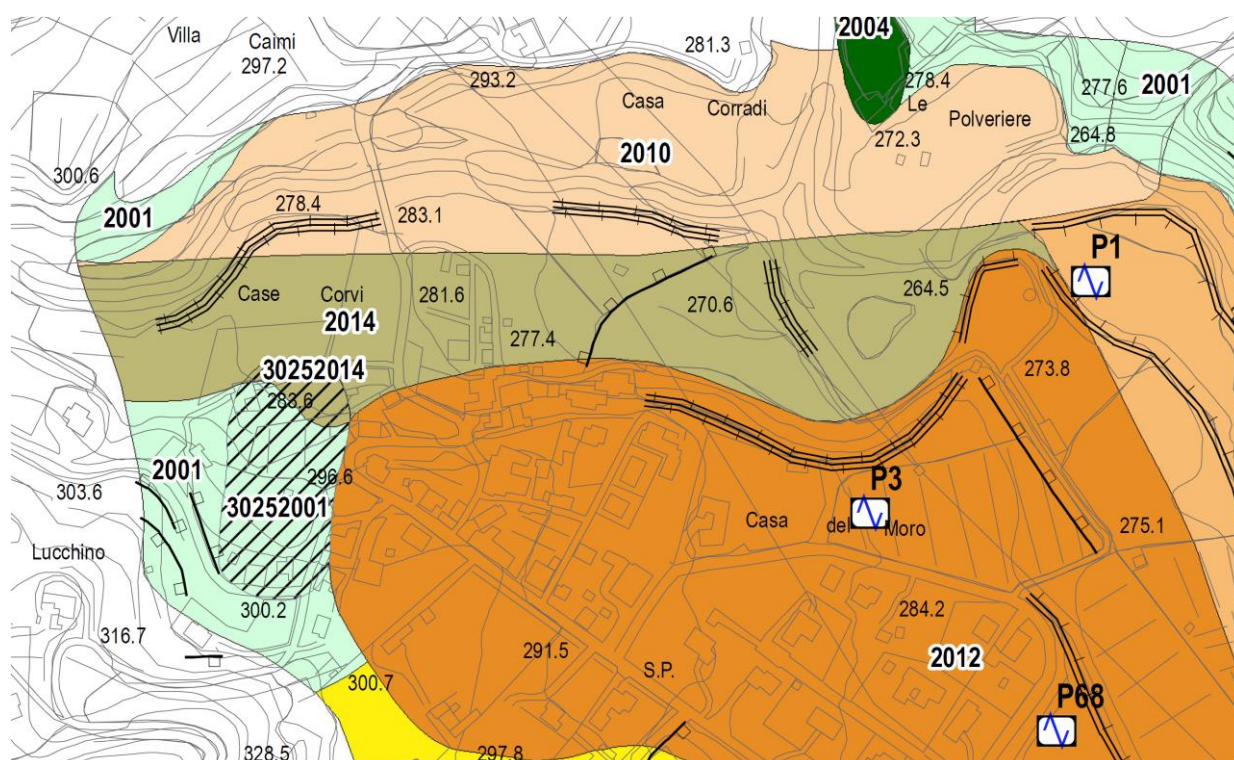 2004
Villa
Caimi
297.2
281.3
293.2
278.4
277.6
2001
Casa
Corradi
Le
Polveriere
264.8
272.3
2010
300.6
2001
278.4
283.1
P1
Case
Corvi
281.6
270.6
264.5
2014
277.4
30252014
283.6
273.8
2001
296.6
303.6
30252001
P3
Casa
del
Moro
275.1
Lucchino
300.2
284.2
316.7
291.5
S.P.
2012
300.7
P68
328.5
297.8